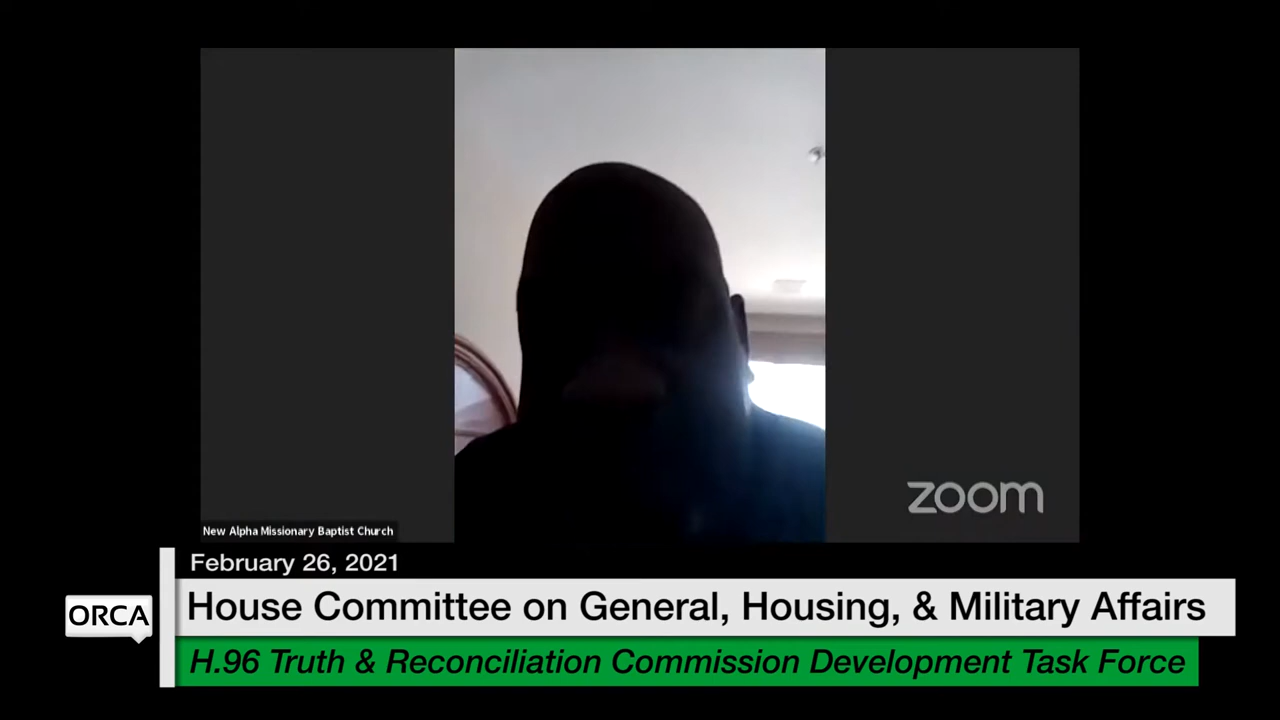 zoom
New Alpha Missionary Baptist Church
February 26, 2021
ORCA
House Committee on General, Housing, & Military Affairs
H.96 Truth & Reconciliation Commission Development Task Force